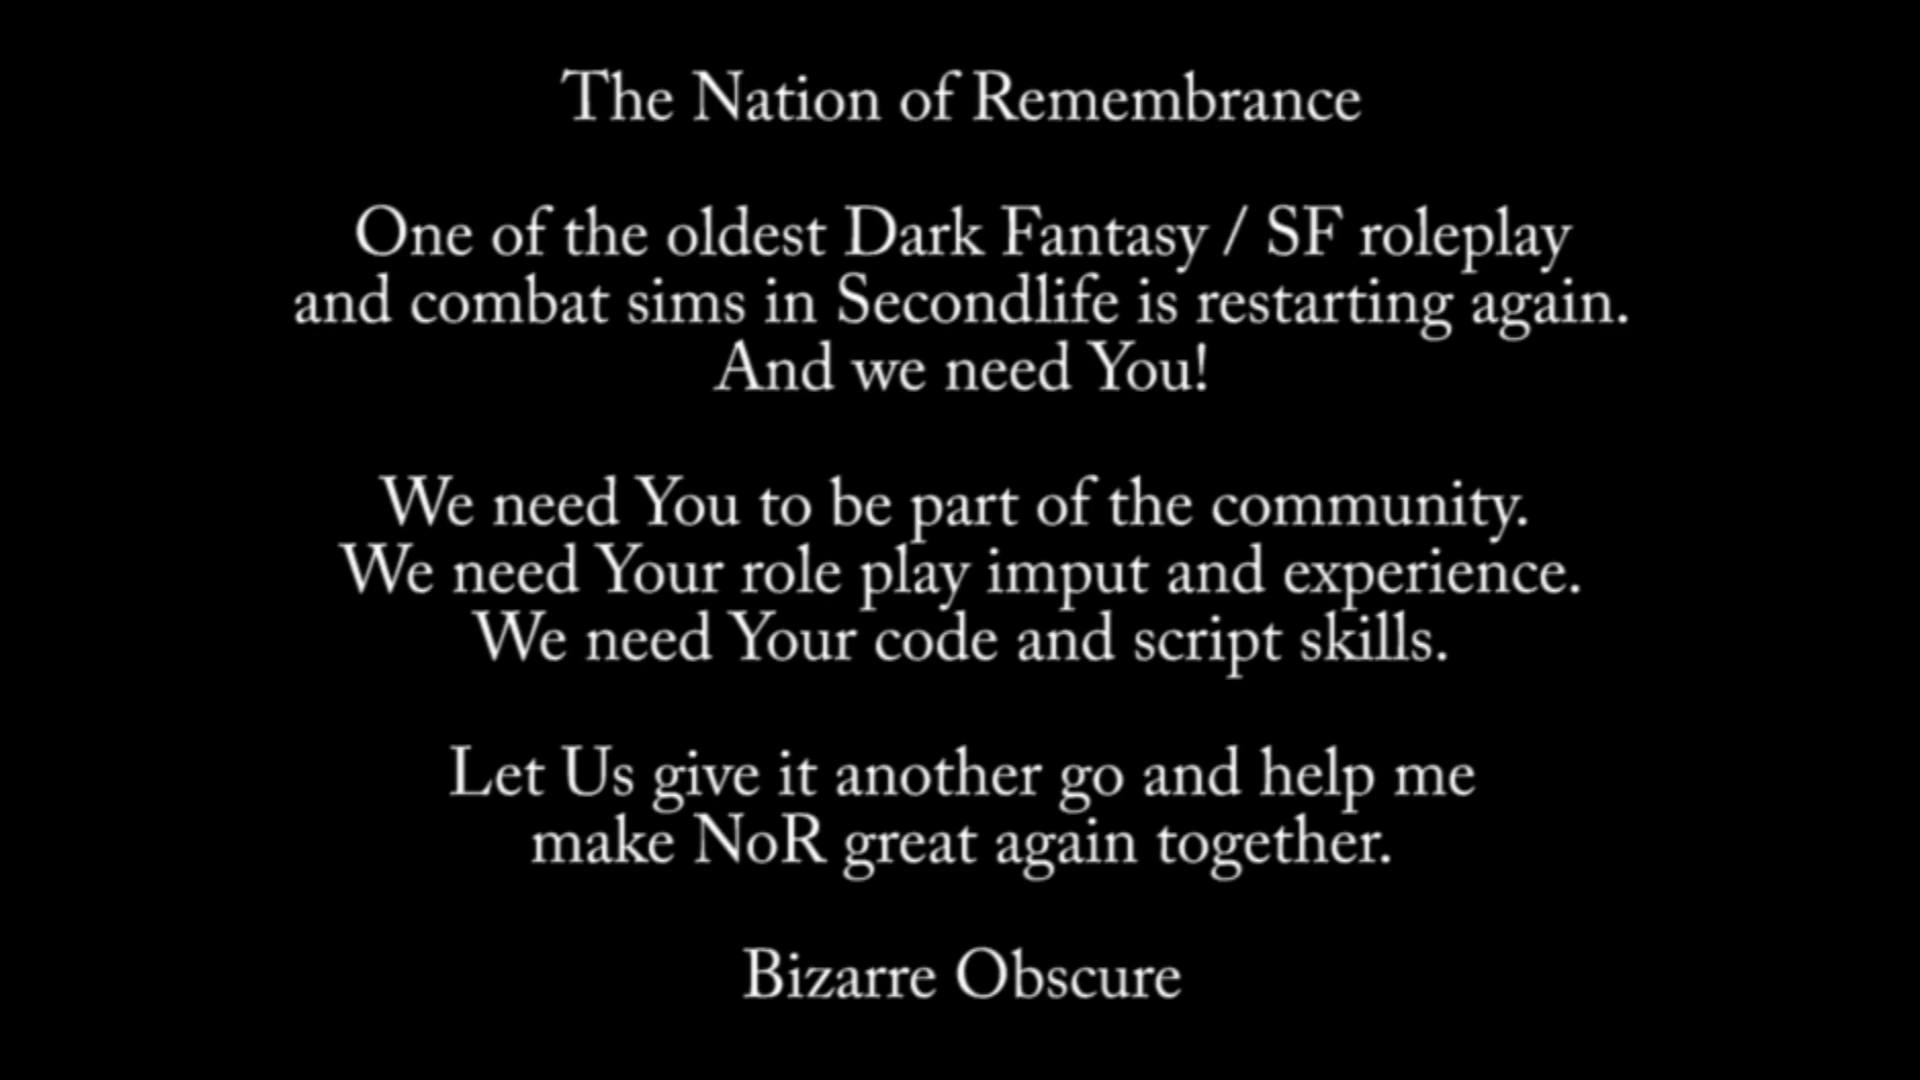 The Nation of Remembrance
One of the oldest Dark Fantasy / SF roleplay
and combat sims in Secondlife is restarting again.
And we need You!
We need You to be part of the community.
We need Your role play imput and experience.
We need Your code and script skills.
Let Us give it another go and help me
make NoR great again together.
Bizarre Obscure